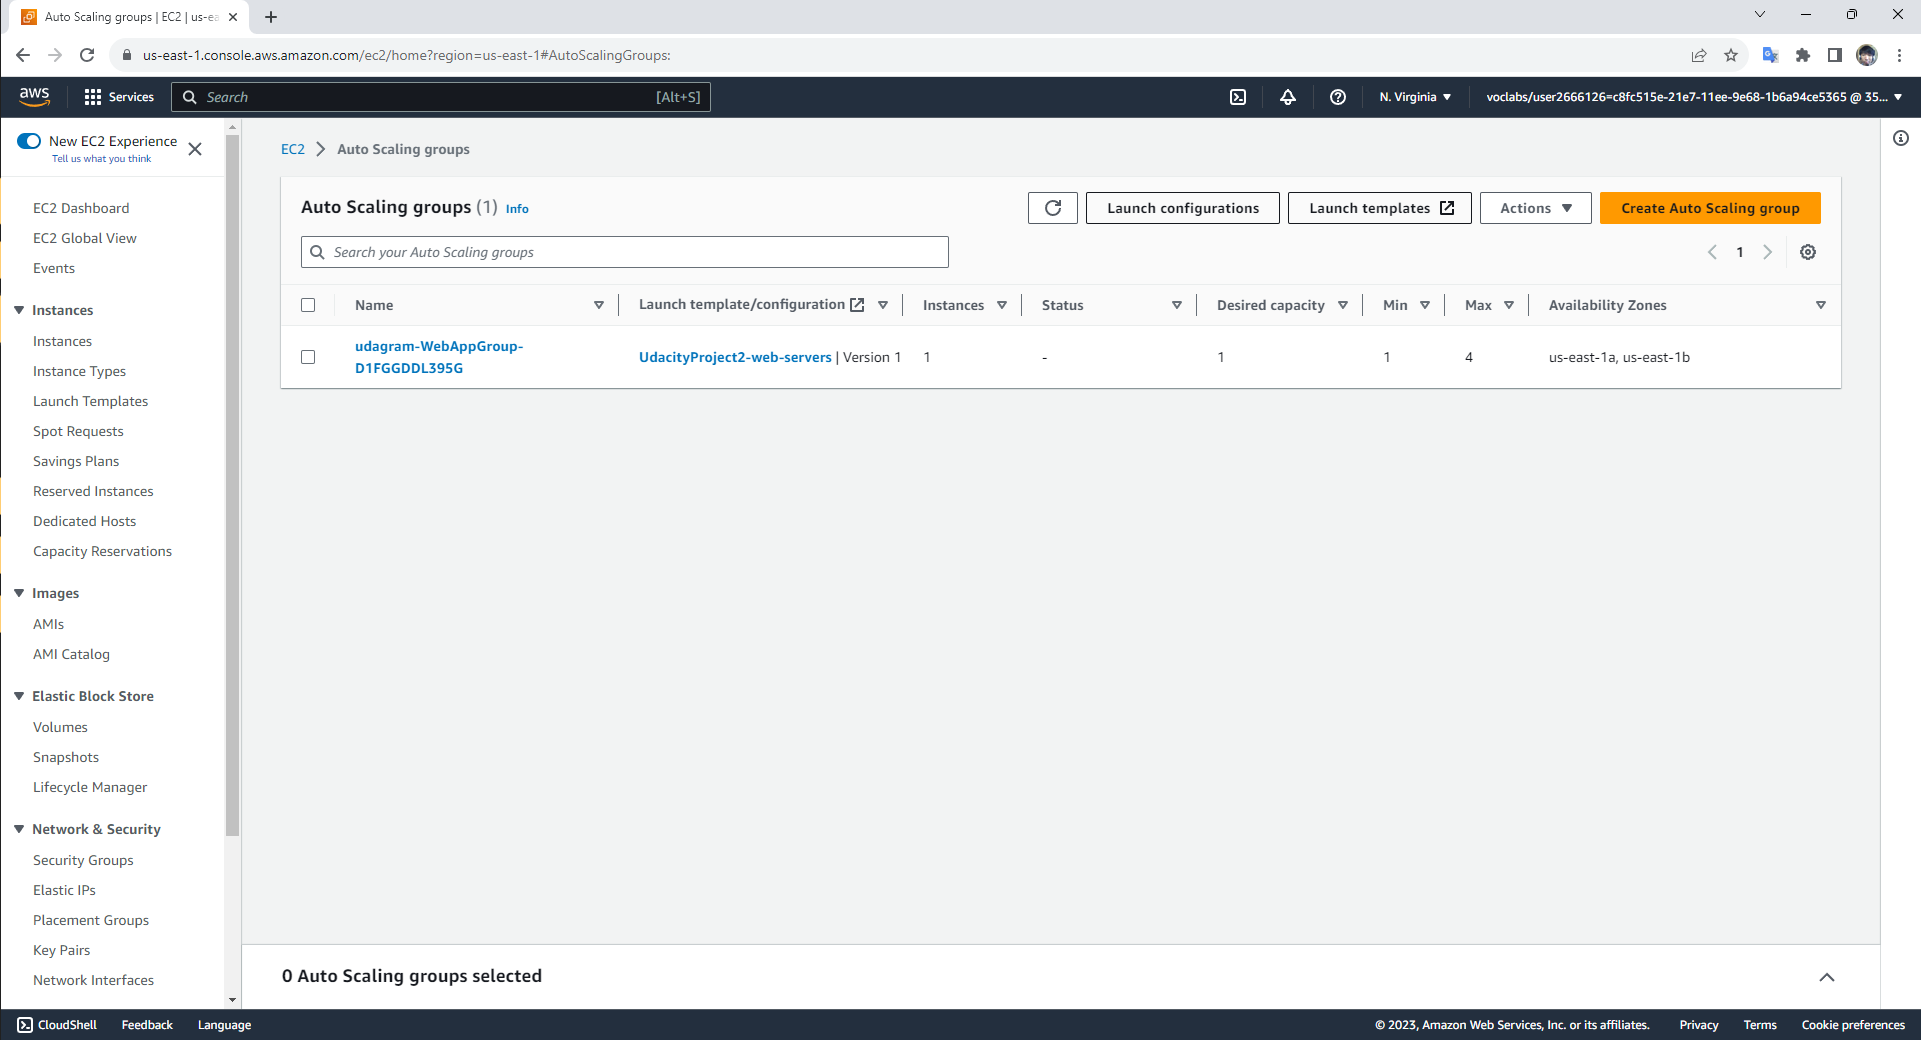 Auto Scaling groups | EC2 | us-ea
us-east-1.console.aws.amazon.com/ec2/home?region=us-east-1#AutoScalingGroups:
aws
Services
Search
[Alt+S]
N. Virginia
voclabs/user2666126=c8fc515e-21e7-11ee-9e68-1b6a94ce5365 @ 35...
New EC2 Experience
Tell us what you think
EC2 Dashboard
EC2 Global View
Events
Instances
Instances
Instance Types
Launch Templates
Spot Requests
Savings Plans
Reserved Instances
Dedicated Hosts
Capacity Reservations
Images
AMIs
AMI Catalog
Elastic Block Store
Volumes
Snapshots
Lifecycle Manager
Network & Security
Security Groups
Elastic IPs
Placement Groups
Key Pairs
Network Interfaces
EC2
Auto Scaling groups
Auto Scaling groups (1) Info
Launch configurations
Launch templates
Actions
Create Auto Scaling group
Search your Auto Scaling groups
1
Name
Launch template/configuration
Instances
Status
Desired capacity
Min
Max
Availability Zones
udagram-WebAppGroup-
D1FGGDDL395G
UdacityProject2-web-servers | Version 1
1
-
1
1
4
us-east-1a, us-east-1b
0 Auto Scaling groups selected
CloudShell
Feedback
Language
© 2023, Amazon Web Services, Inc. or its affiliates.
Privacy
Terms
Cookie preferences